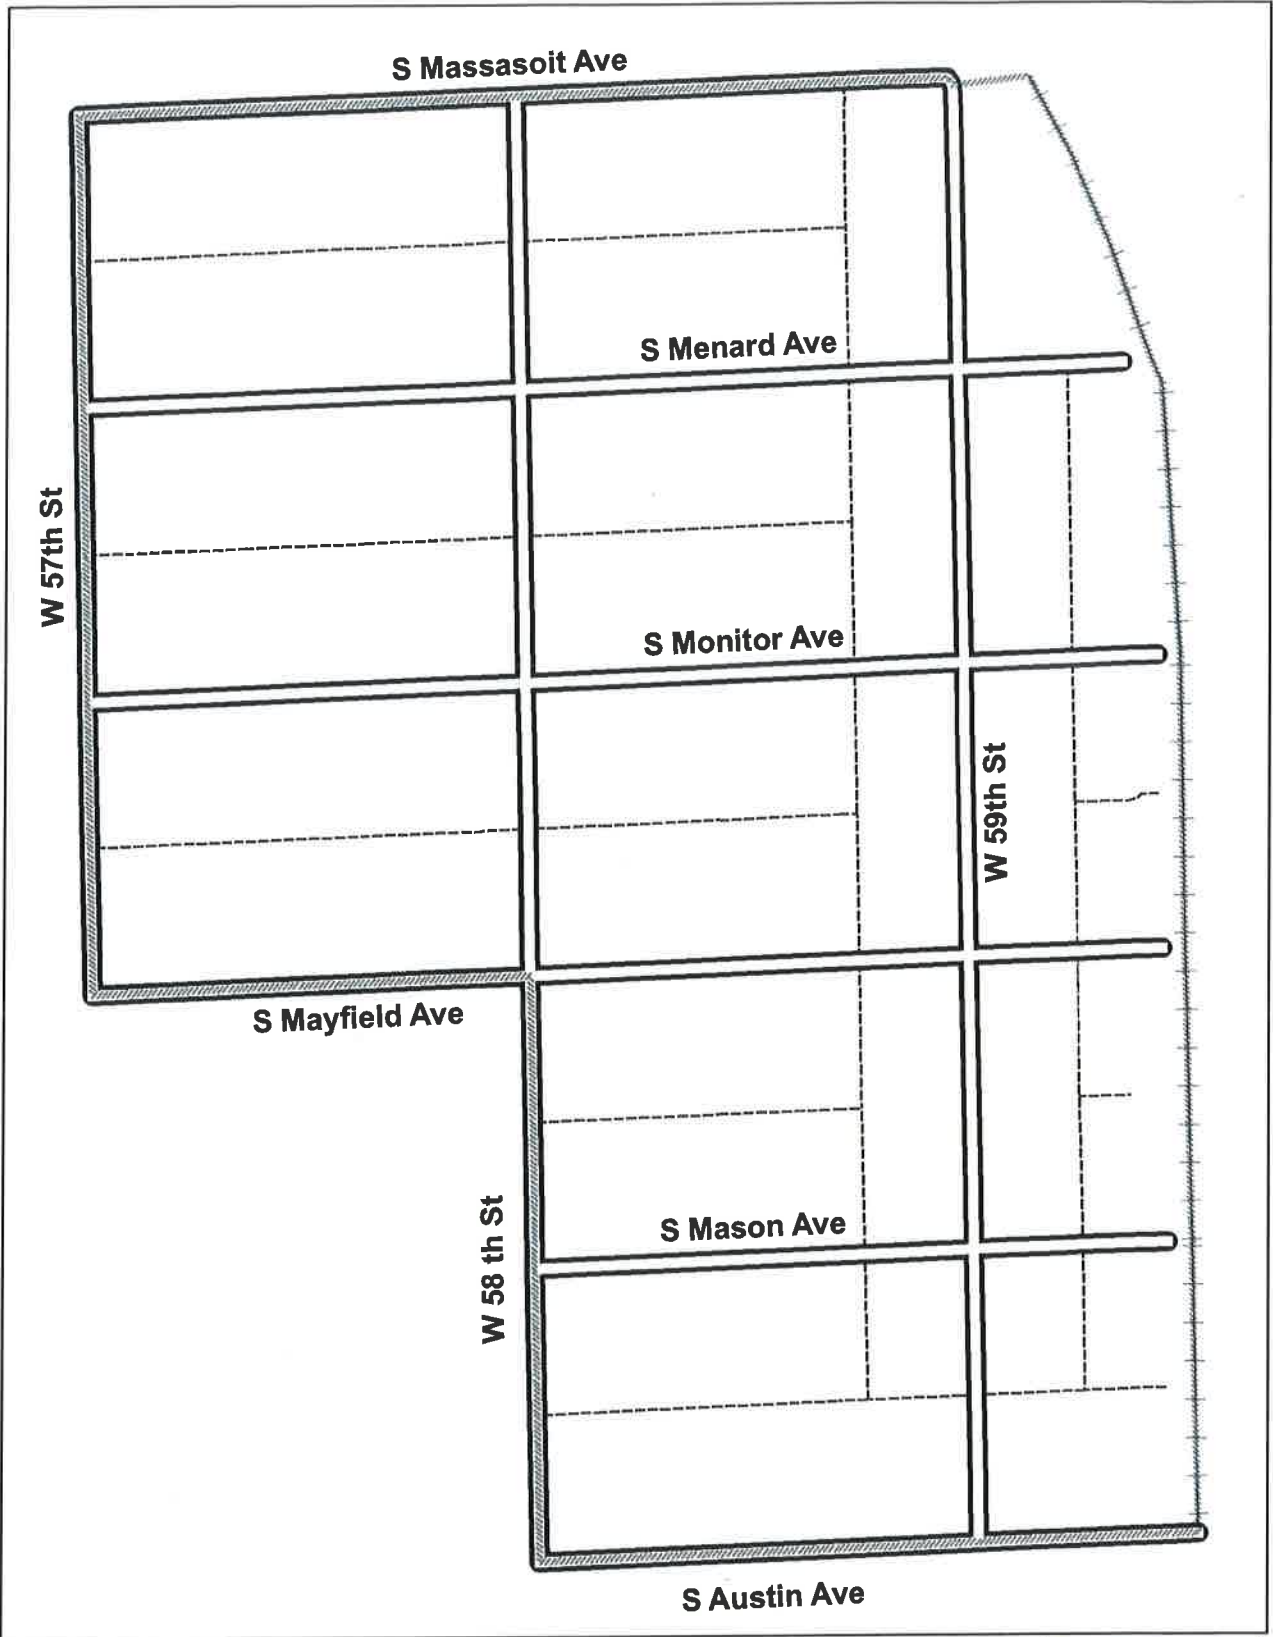 S Massasoit Ave
S Menard Ave
W 57th St
S Monitor Ave
W 59th St
S Mayfield Ave
S Mason Ave
W 58 th St
S Austin Ave